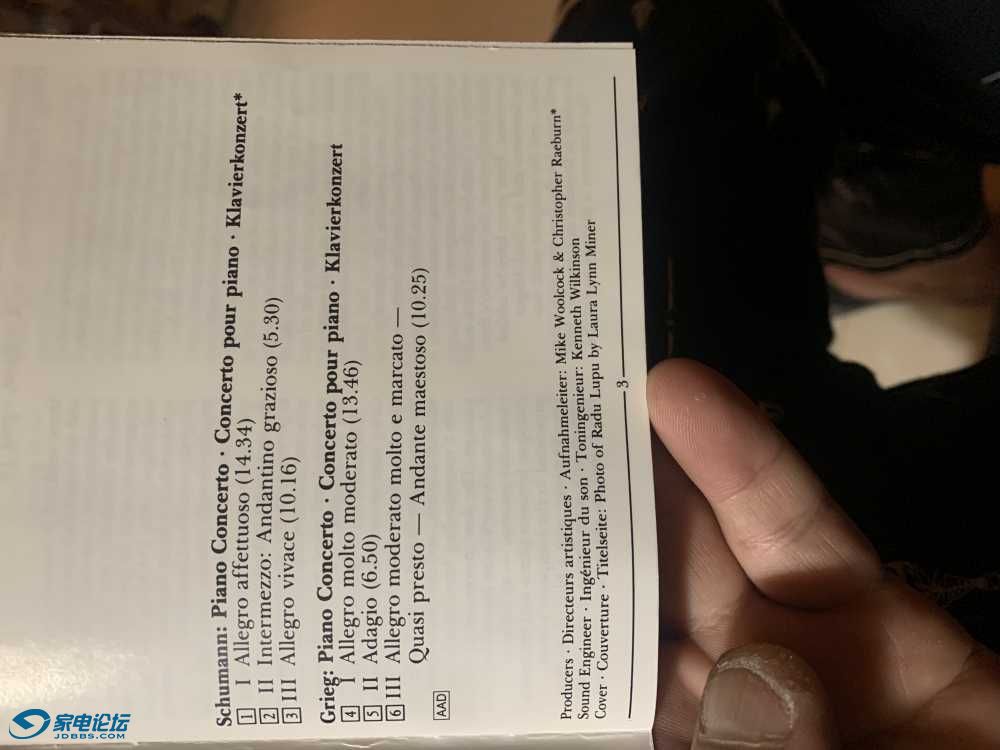 Schumann: Piano Concerto · Concerto pour piano · Klavierkonzert*
1 I Allegro affettuoso (14.34)
2 II Intermezzo: Andantino grazioso (5.30)
3 III Allegro vivace (10.16)
Grieg: Piano Concerto · Concerto pour piano · Klavierkonzert
4 I Allegro molto moderato (13.46)
5 II Adagio (6.50)
6 III Allegro moderato molto e marcato —
Quasi presto — Andante maestoso (10.25)
AAD
Producers · Directeurs artistiques · Aufnahmeleiter: Mike Woolcock & Christopher Raeburn*
Sound Engineer · Ingénieur du son · Toningenieur: Kenneth Wilkinson
Cover · Couverture · Titelseite: Photo of Radu Lupu by Laura Lynn Miner
3
家电论坛
JDBBS.COM